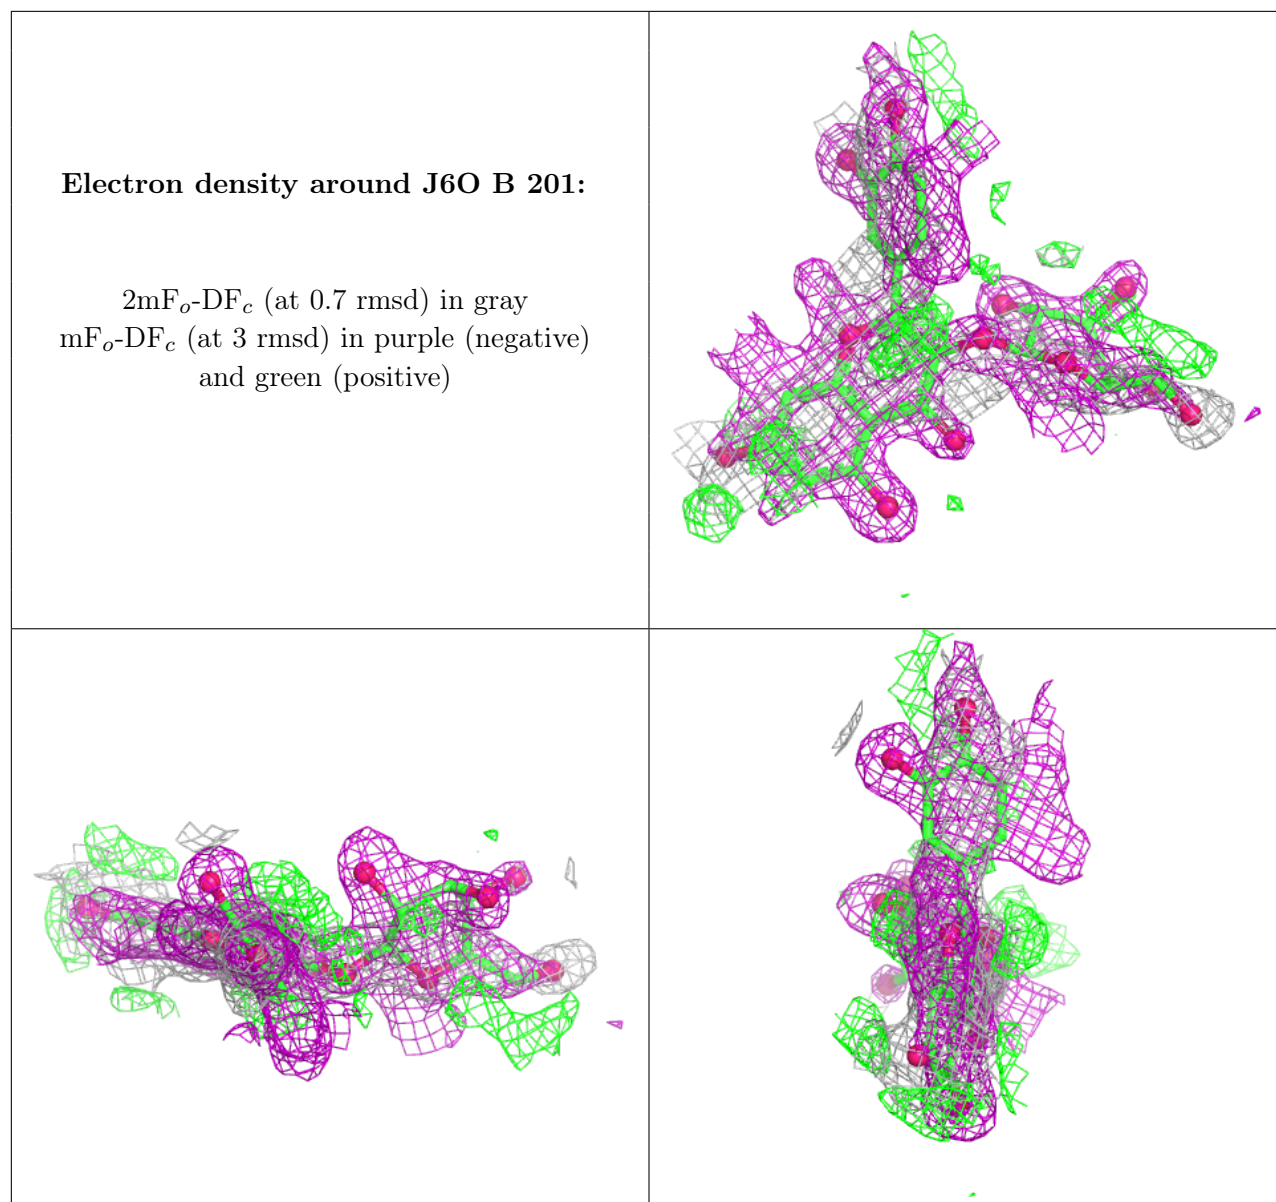 Electron density around J6O B 201:
2mFo-DFc (at 0.7 rmsd) in gray
mFo-DFc (at 3 rmsd) in purple (negative)
and green (positive)